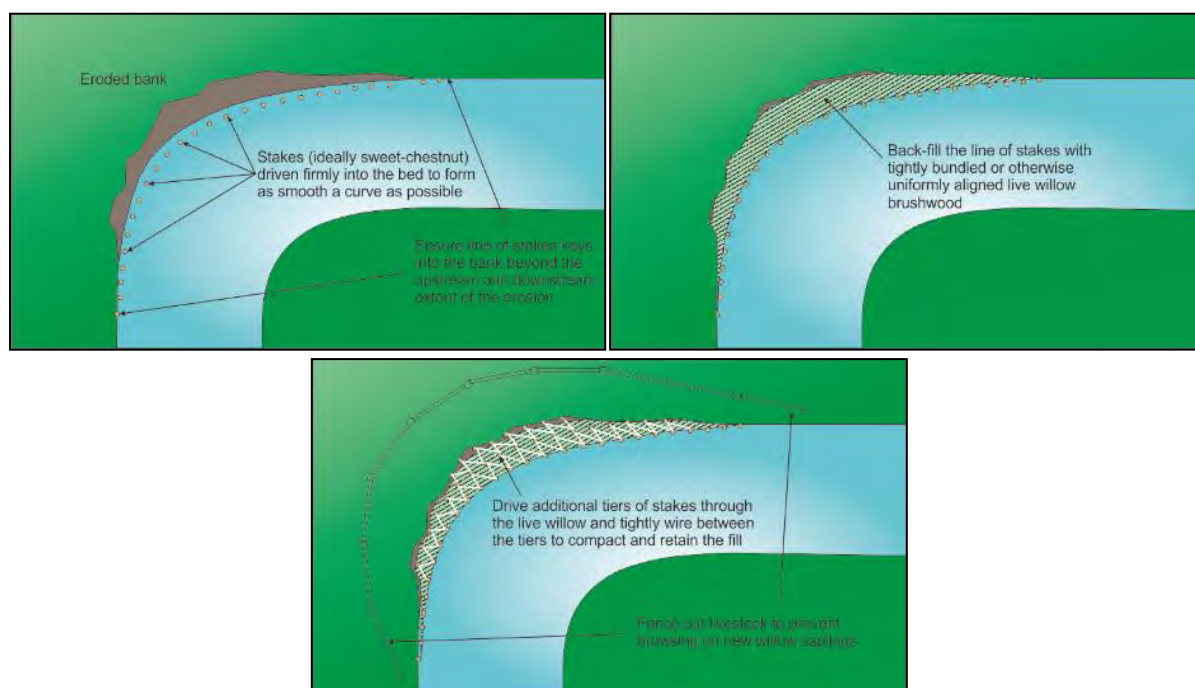 Eroded bank
Stakes (ideally sweet-chestnut)
driven firmly into the bed to form
as smooth a curve as possible
Ensure line of stakes keys
into the bank beyond the
upstream and downstream
extent of the erosion
Back-fill the line of stakes with
tightly bundled or otherwise
uniformly aligned live willow
brushwood
Drive additional tiers of stakes through
the live willow and tightly wire between
the tiers to compact and retain the fill
Fence out livestock to prevent
browsing on new willow saplings